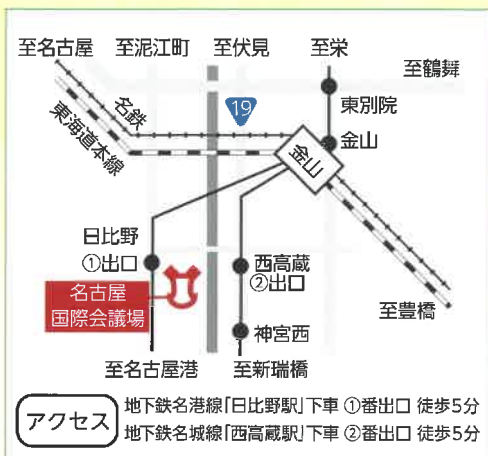 至名古屋 至泥江町 至伏見 至栄
至鶴舞
19
東別院
名鉄
東海道本線
金山
金山
日比野
①出口
西高蔵
②出口
名古屋
国際会議場
至豊橋
神宮西
至名古屋港 至新瑞橋
アクセス
地下鉄名港線「日比野駅」下車 ①番出口 徒歩5分
地下鉄名城線「西高蔵駅」下車 ②番出口 徒歩5分